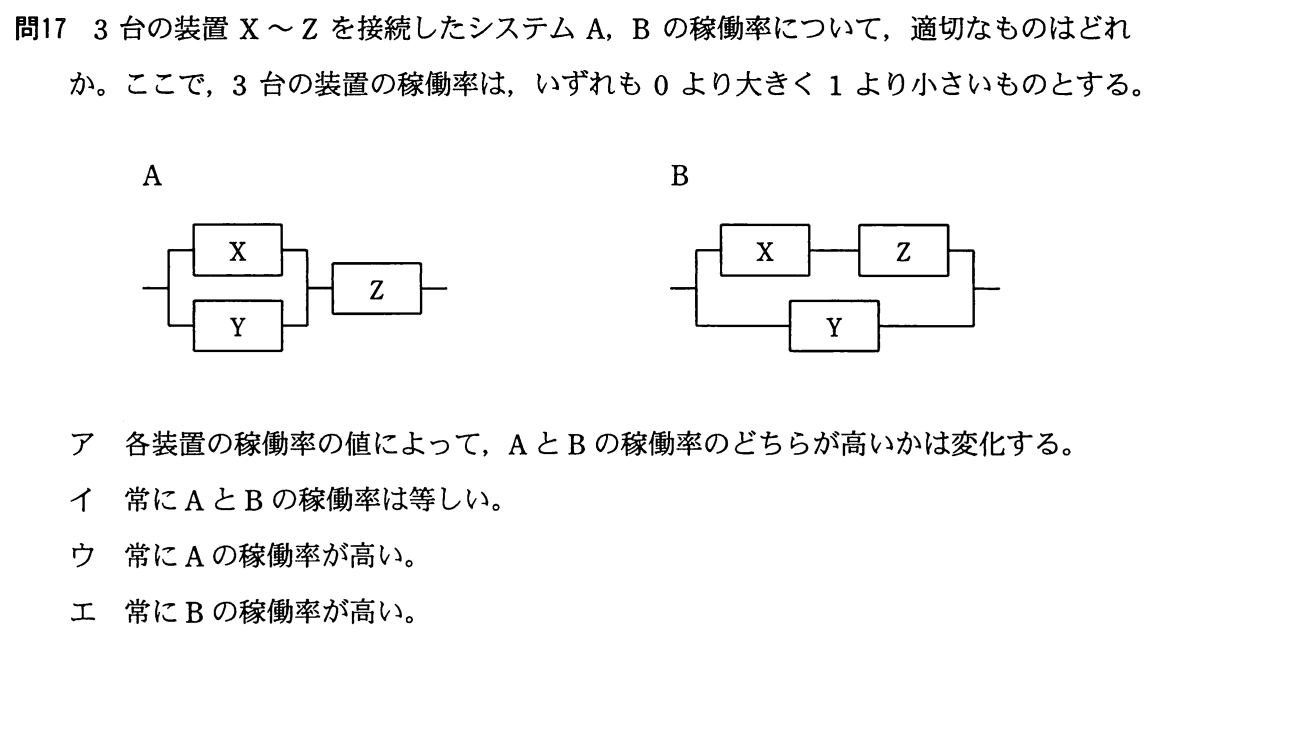 問17 3 台の装置 X ～ Z を接続したシステム A，B の稼働率について，適切なものはどれ
か。ここで，3 台の装置の稼働率は，いずれも 0 より大きく 1 より小さいものとする。
A
B
X
Y
Z
X
Z
Y
ア 各装置の稼働率の値によって，A と B の稼働率のどちらが高いかは変化する。
イ 常に A と B の稼働率は等しい。
ウ 常に A の稼働率が高い。
エ 常に B の稼働率が高い。